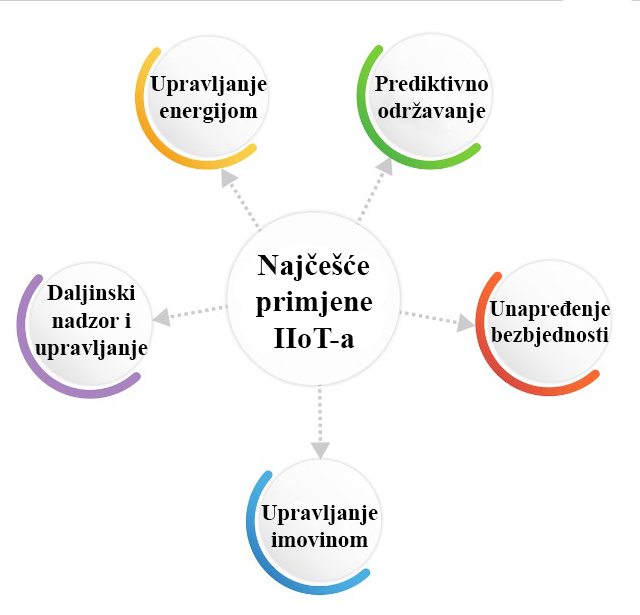 Upravljanje
energijom
Prediktivno
održavanje
Najčešće
primjene
IIoT-a
Daljinski
nadzor i
upravljanje
Unapređenje
bezbjednosti
Upravljanje
imovinom